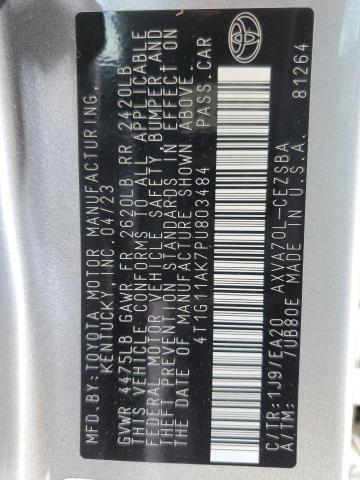 MFD. BY: TOYOTA MOTOR MANUFACTURING,
KENTUCKY, INC. 04/23
GVWR 4475LB GAWR FR 2620LB RR 2420LB
THIS VEHICLE CONFORMS TO ALL APPLICABLE
FEDERAL MOTOR VEHICLE SAFETY, BUMPER AND
THEFT PREVENTION STANDARDS IN EFFECT ON
THE DATE OF MANUFACTURE SHOWN ABOVE.
4T1G11AK7PU803484 PASS.CAR
C/TR:1J9/EA20 AXVA70L-CEZSBA
A/TM: /UB80E MADE IN U.S.A. 81264